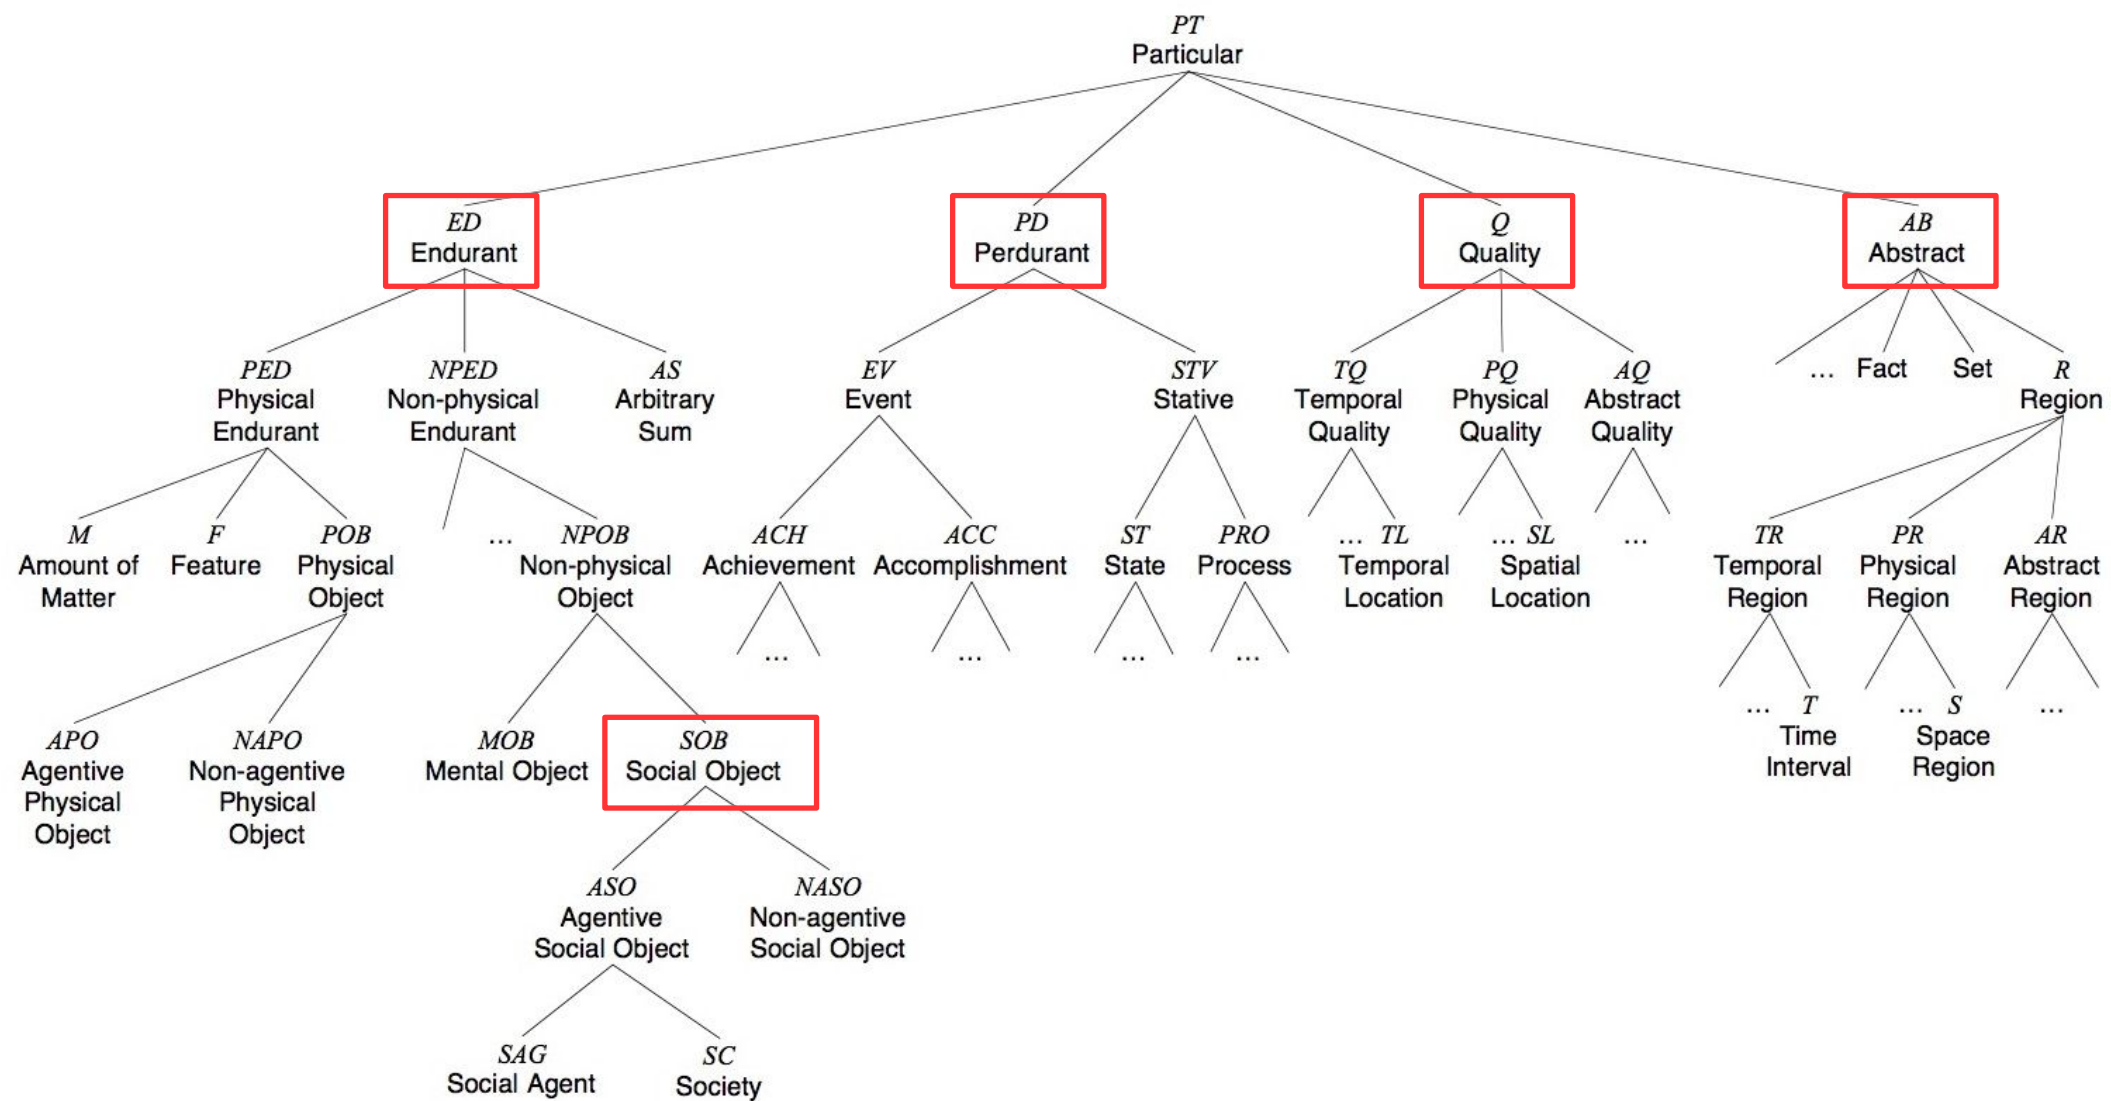 PT
Particular
ED
Endurant
PD
Perdurant
Q
Quality
AB
Abstract
PED
Physical
Endurant
NPED
Non-physical
Endurant
AS
Arbitrary
Sum
EV
Event
STV
Stative
TQ
Temporal
Quality
PQ
Physical
Quality
AQ
Abstract
Quality
...
Fact
Set
R
Region
M
Amount of
Matter
F
Feature
POB
Physical
Object
...
NPOB
Non-physical
Object
ACH
Achievement
ACC
Accomplishment
ST
State
PRO
Process
... TL
Temporal
Location
... SL
Spatial
Location
...
TR
Temporal
Region
PR
Physical
Region
AR
Abstract
Region
...
...
...
...
APO
Agentive
Physical
Object
NAPO
Non-agentive
Physical
Object
MOB
Mental Object
SOB
Social Object
... T
Time
Interval
... S
Space
Region
...
ASO
Agentive
Social Object
NASO
Non-agentive
Social Object
SAG
Social Agent
SC
Society